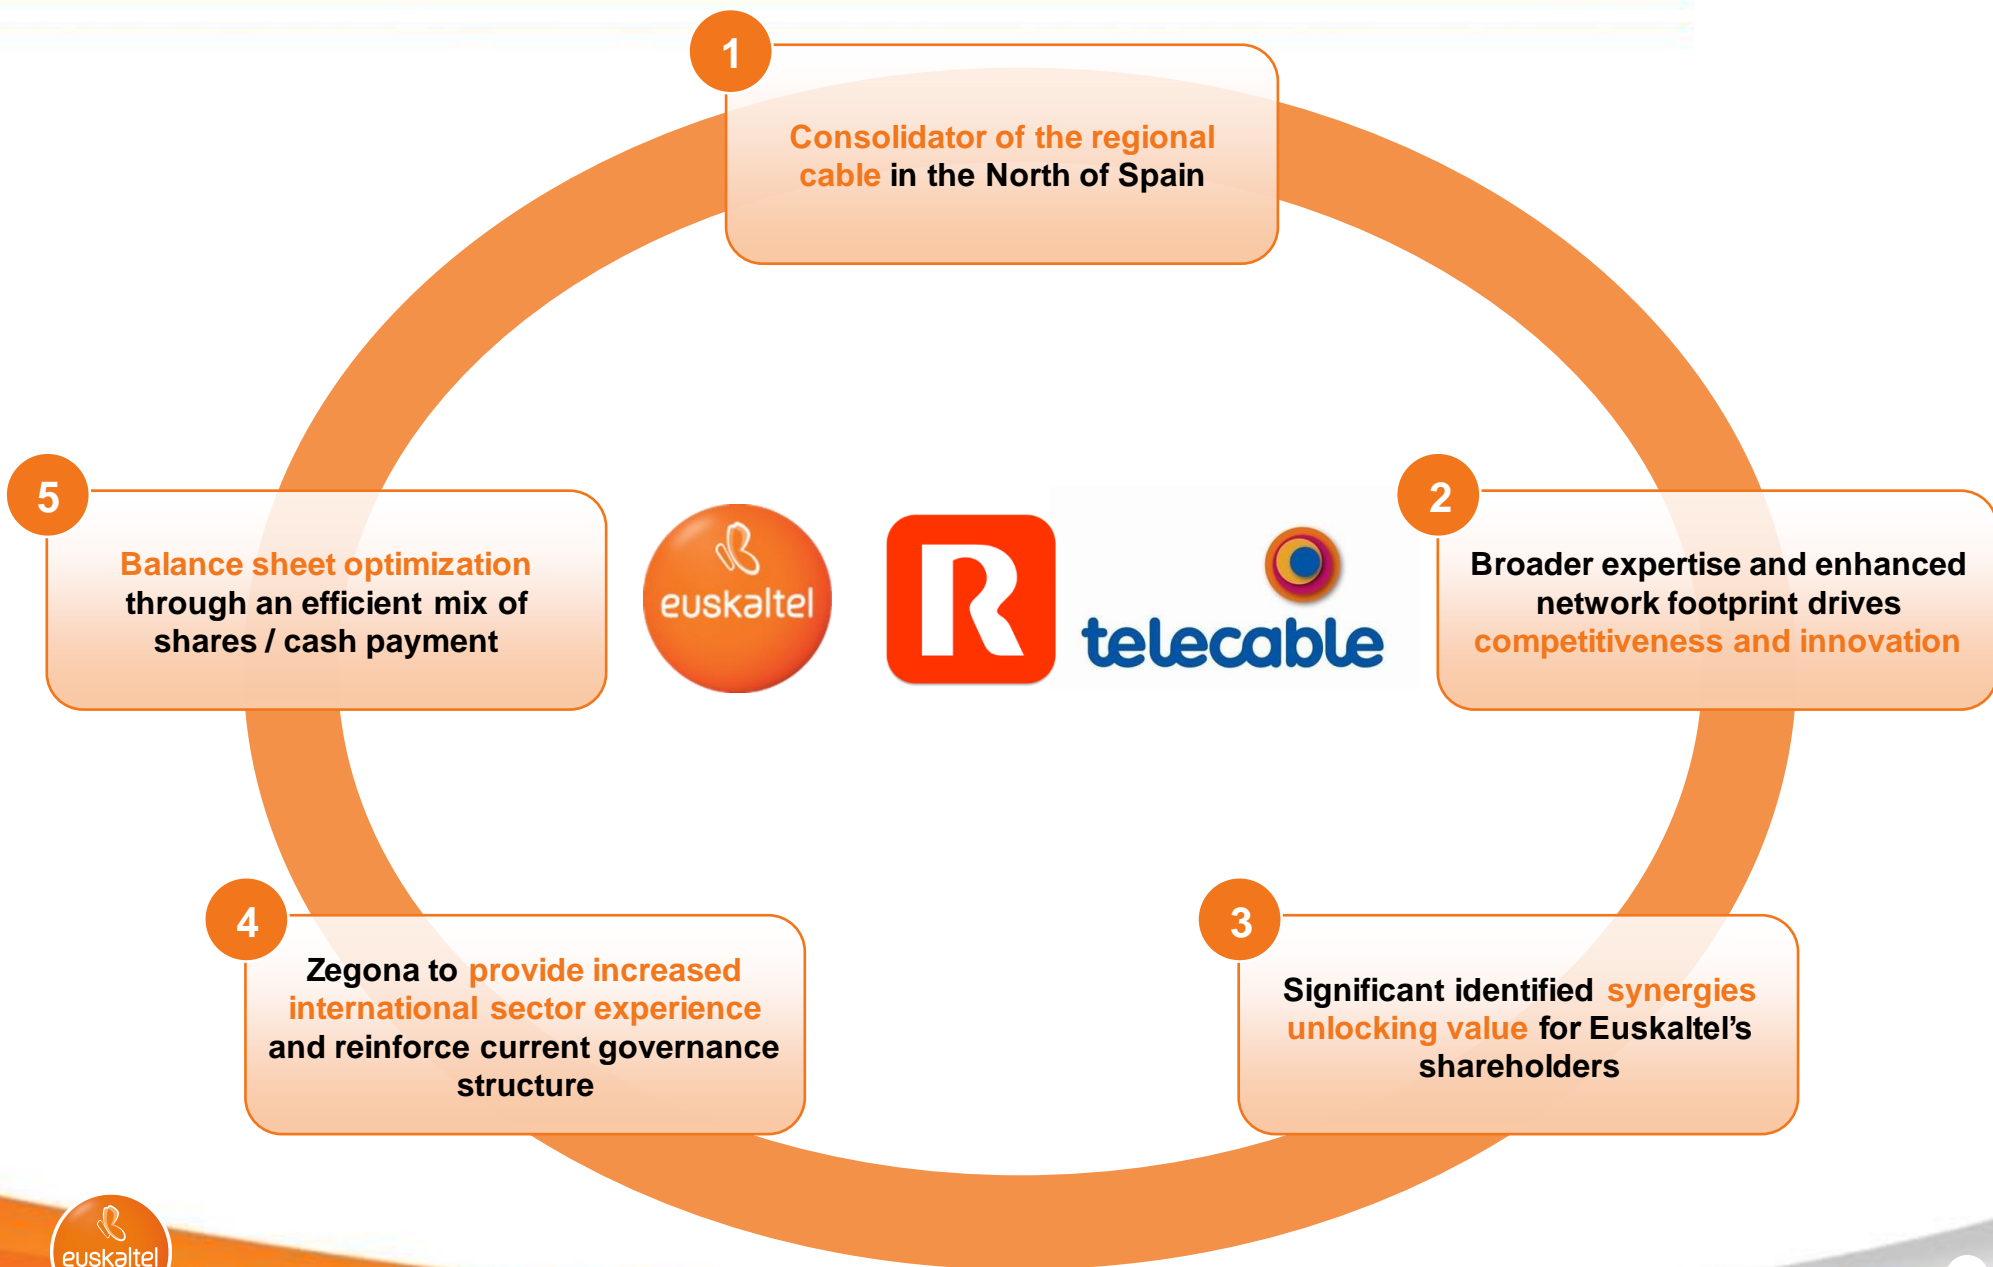 1
Consolidator of the regional
cable in the North of Spain
5
Balance sheet optimization
through an efficient mix of
shares / cash payment
euskaltel
R
telecable
2
Broader expertise and enhanced
network footprint drives
competitiveness and innovation
4
Zegona to provide increased
international sector experience
and reinforce current governance
structure
3
Significant identified synergies
unlocking value for Euskaltel’s
shareholders
euskaltel